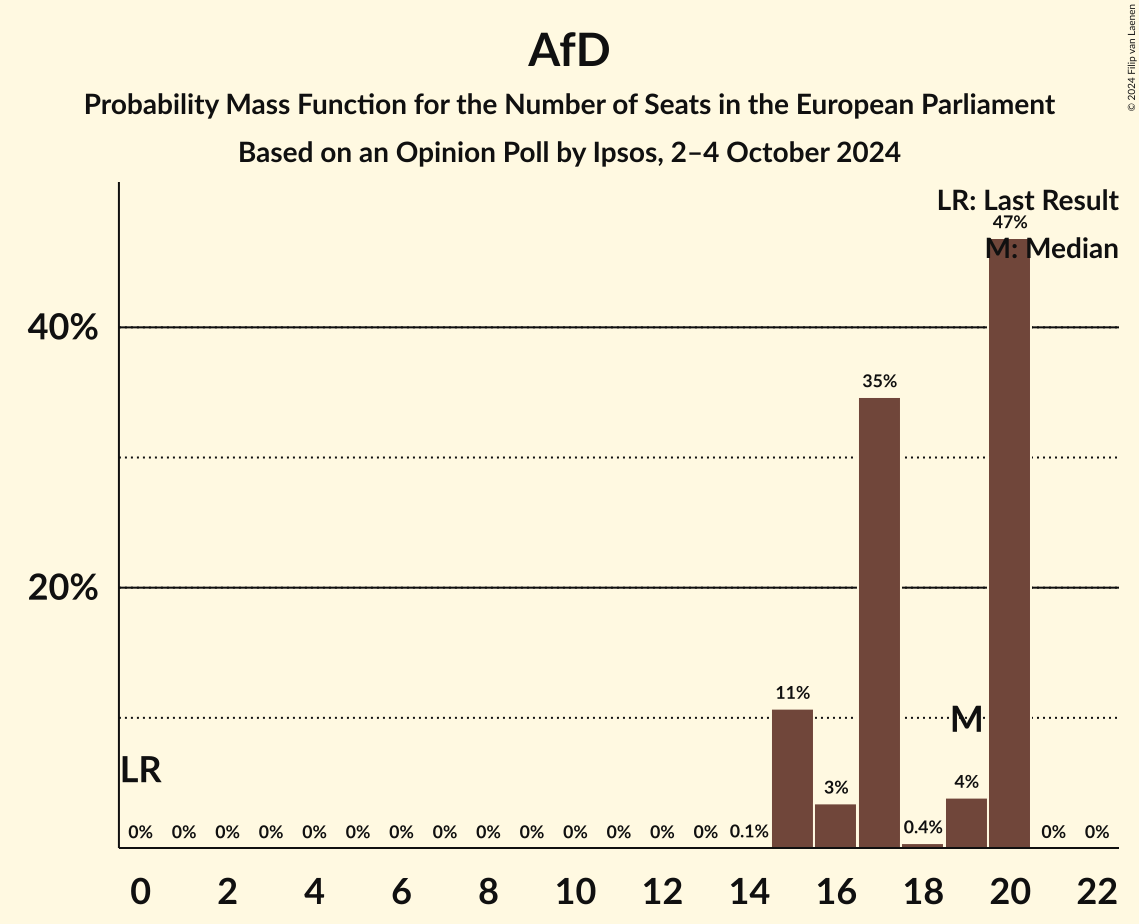 AfD
Probability Mass Function for the Number of Seats in the European Parliament
Based on an Opinion Poll by Ipsos, 2–4 October 2024
© 2024 Filip van Laenen
LR: Last Result
47%
M: Median
40%
35%
20%
11%
M
LR
3%
4%
0% 0% 0% 0% 0% 0% 0% 0% 0% 0% 0% 0% 0% 0% 0.1% 0.4% 0% 0%
0 2 4 6 8 10 12 14 16 18 20 22